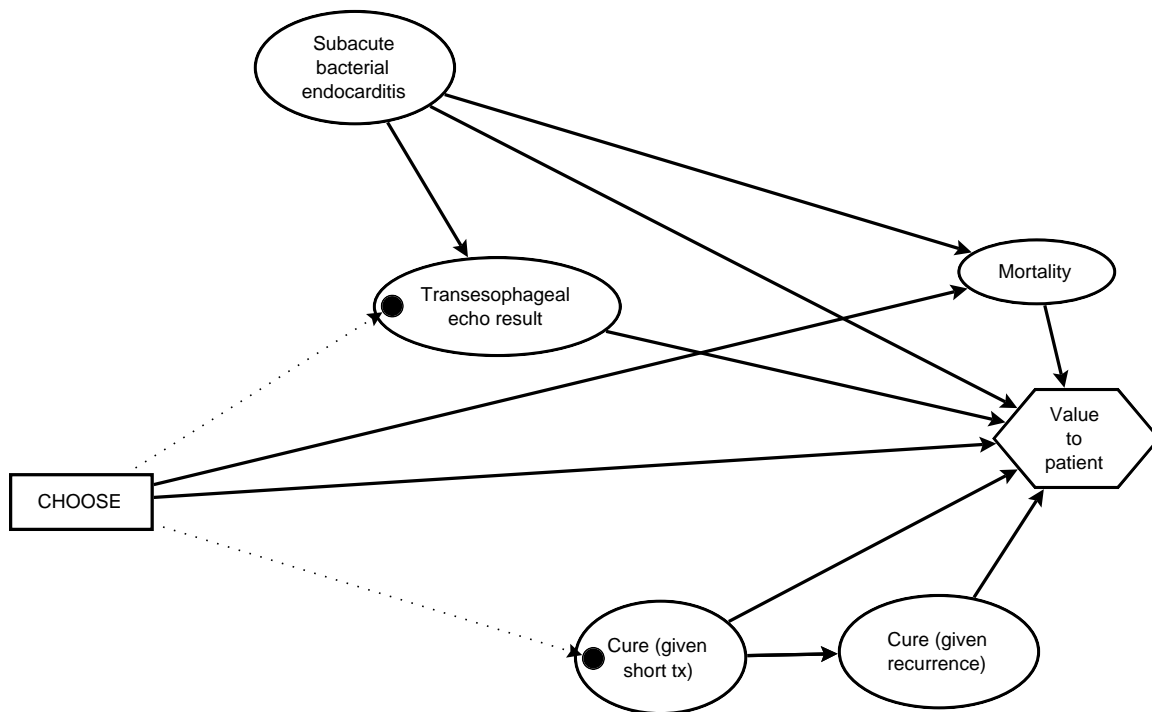 Subacute
bacterial
endocarditis
Mortality
Transesophageal
echo result
Value
to
patient
CHOOSE
Cure (given
short tx)
Cure (given
recurrence)